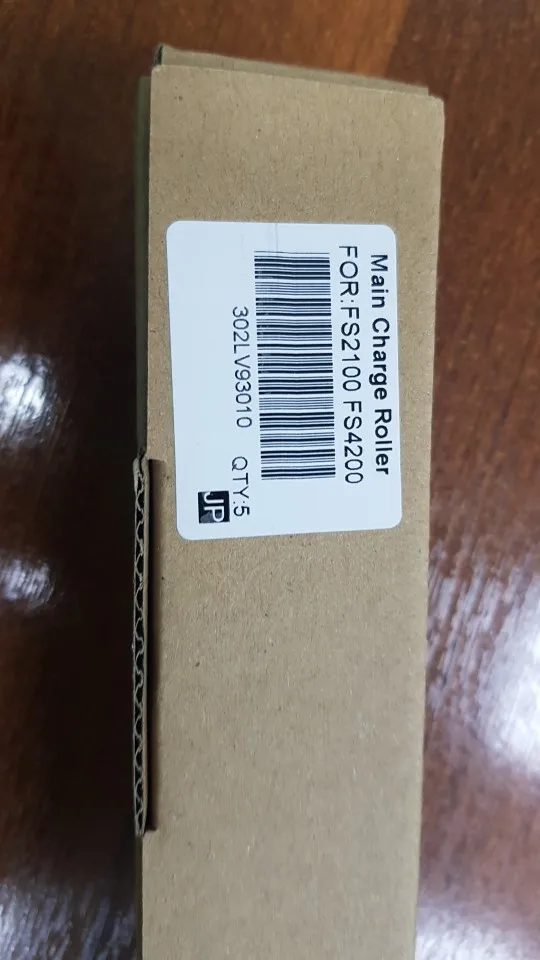 Main Charge Roller
FOR:FS2100 FS4200
302LV93010 QTY:5
JP